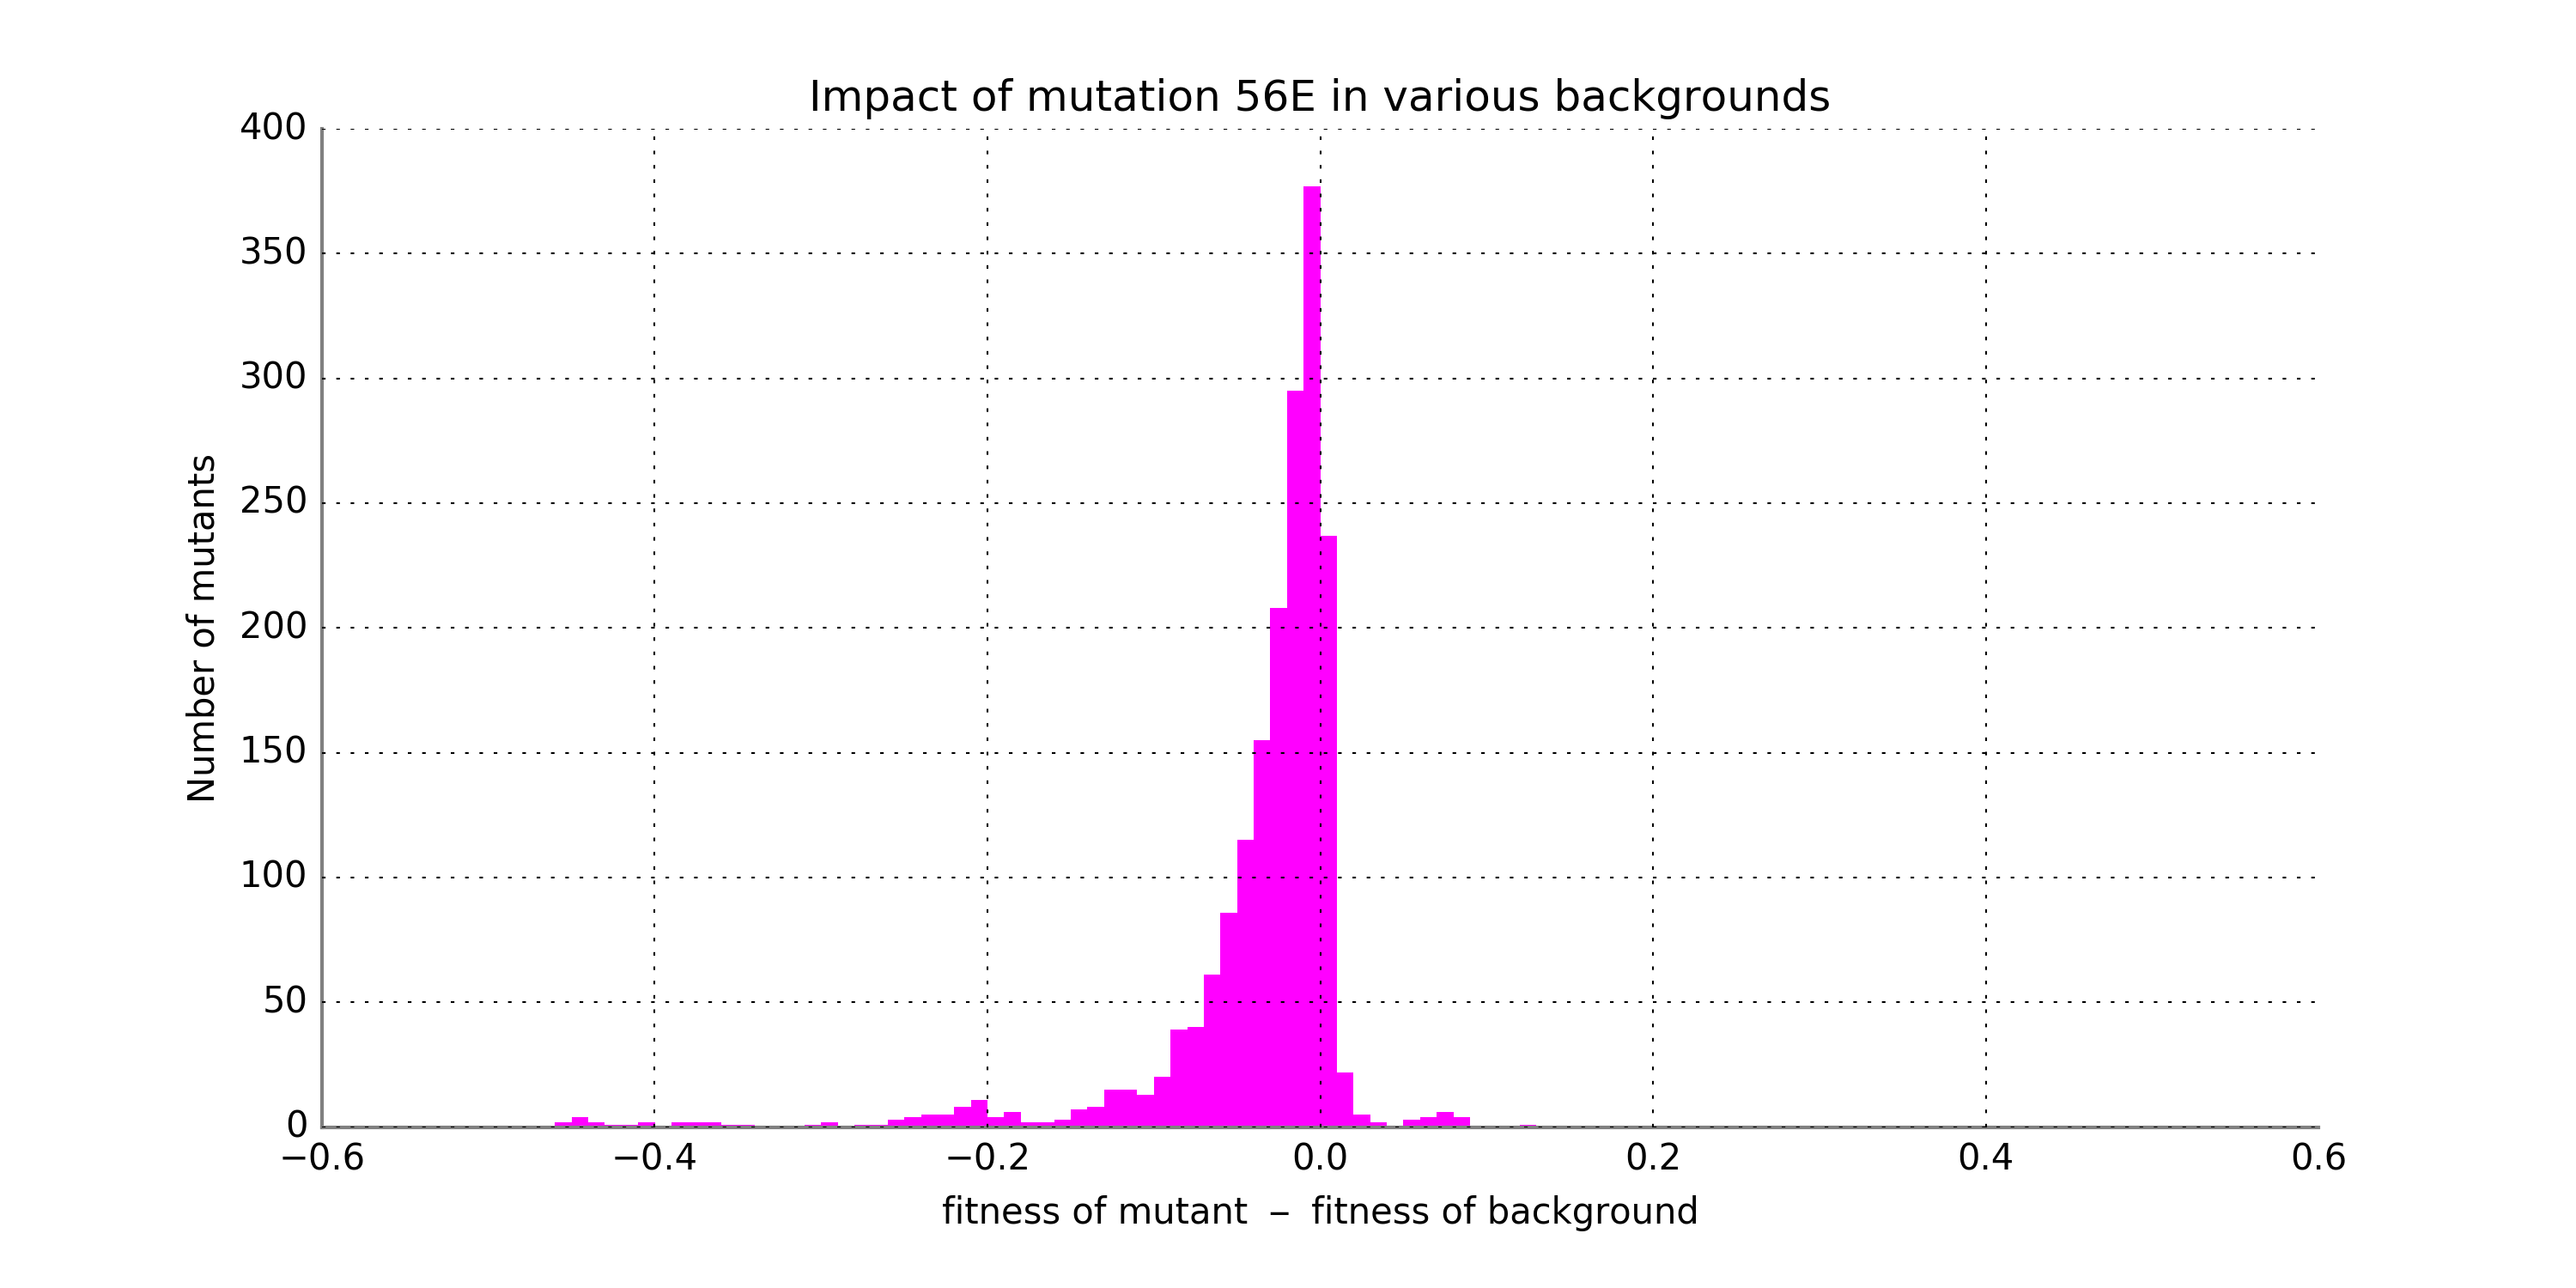 Impact of mutation 56E in various backgrounds
400
350
300
250
200
150
100
50
0
Number of mutants
−0.6 −0.4 −0.2 0.0 0.2 0.4 0.6
fitness of mutant − fitness of background